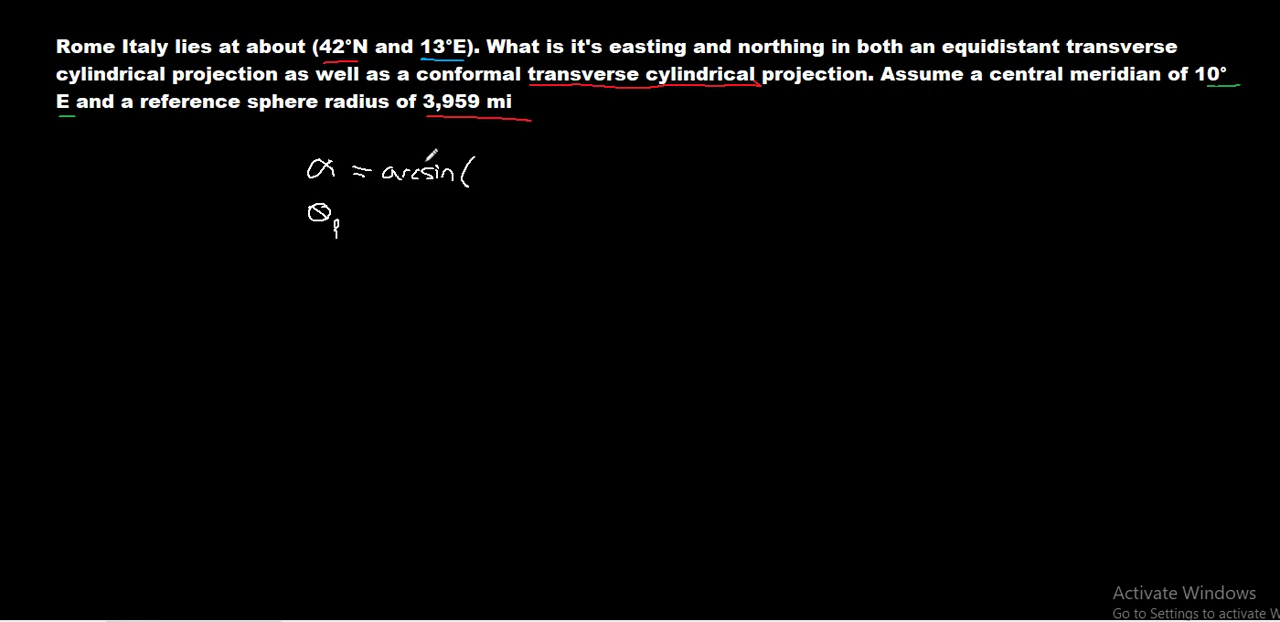 Rome Italy lies at about (42°N and 13°E). What is it's easting and northing in both an equidistant transverse
cylindrical projection as well as a conformal transverse cylindrical projection. Assume a central meridian of 10°
E and a reference sphere radius of 3,959 mi
α = arcsin(
Θ
Activate Windows
Go to Settings to activate W